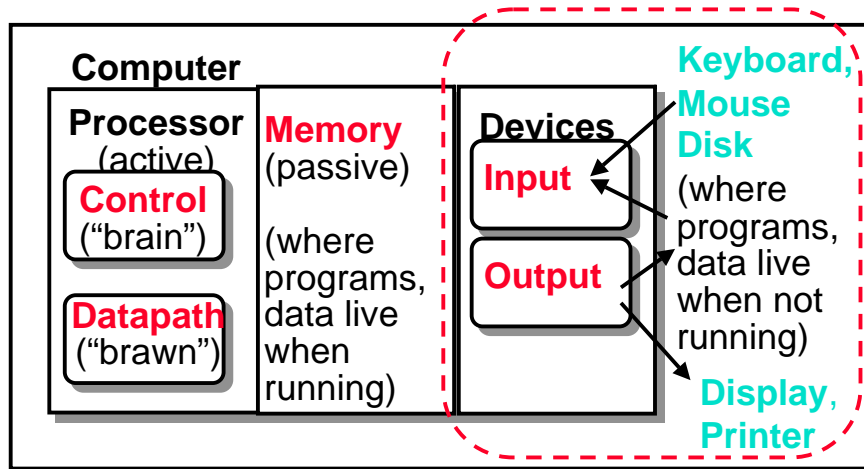 Computer
Processor
(active)
Control
(“brain”)
Datapath
(“brawn”)
Memory
(passive)
(where
programs,
data live
when
running)
Devices
Input
Output
Keyboard,
Mouse
Disk
(where
programs,
data live
when not
running)
Display,
Printer